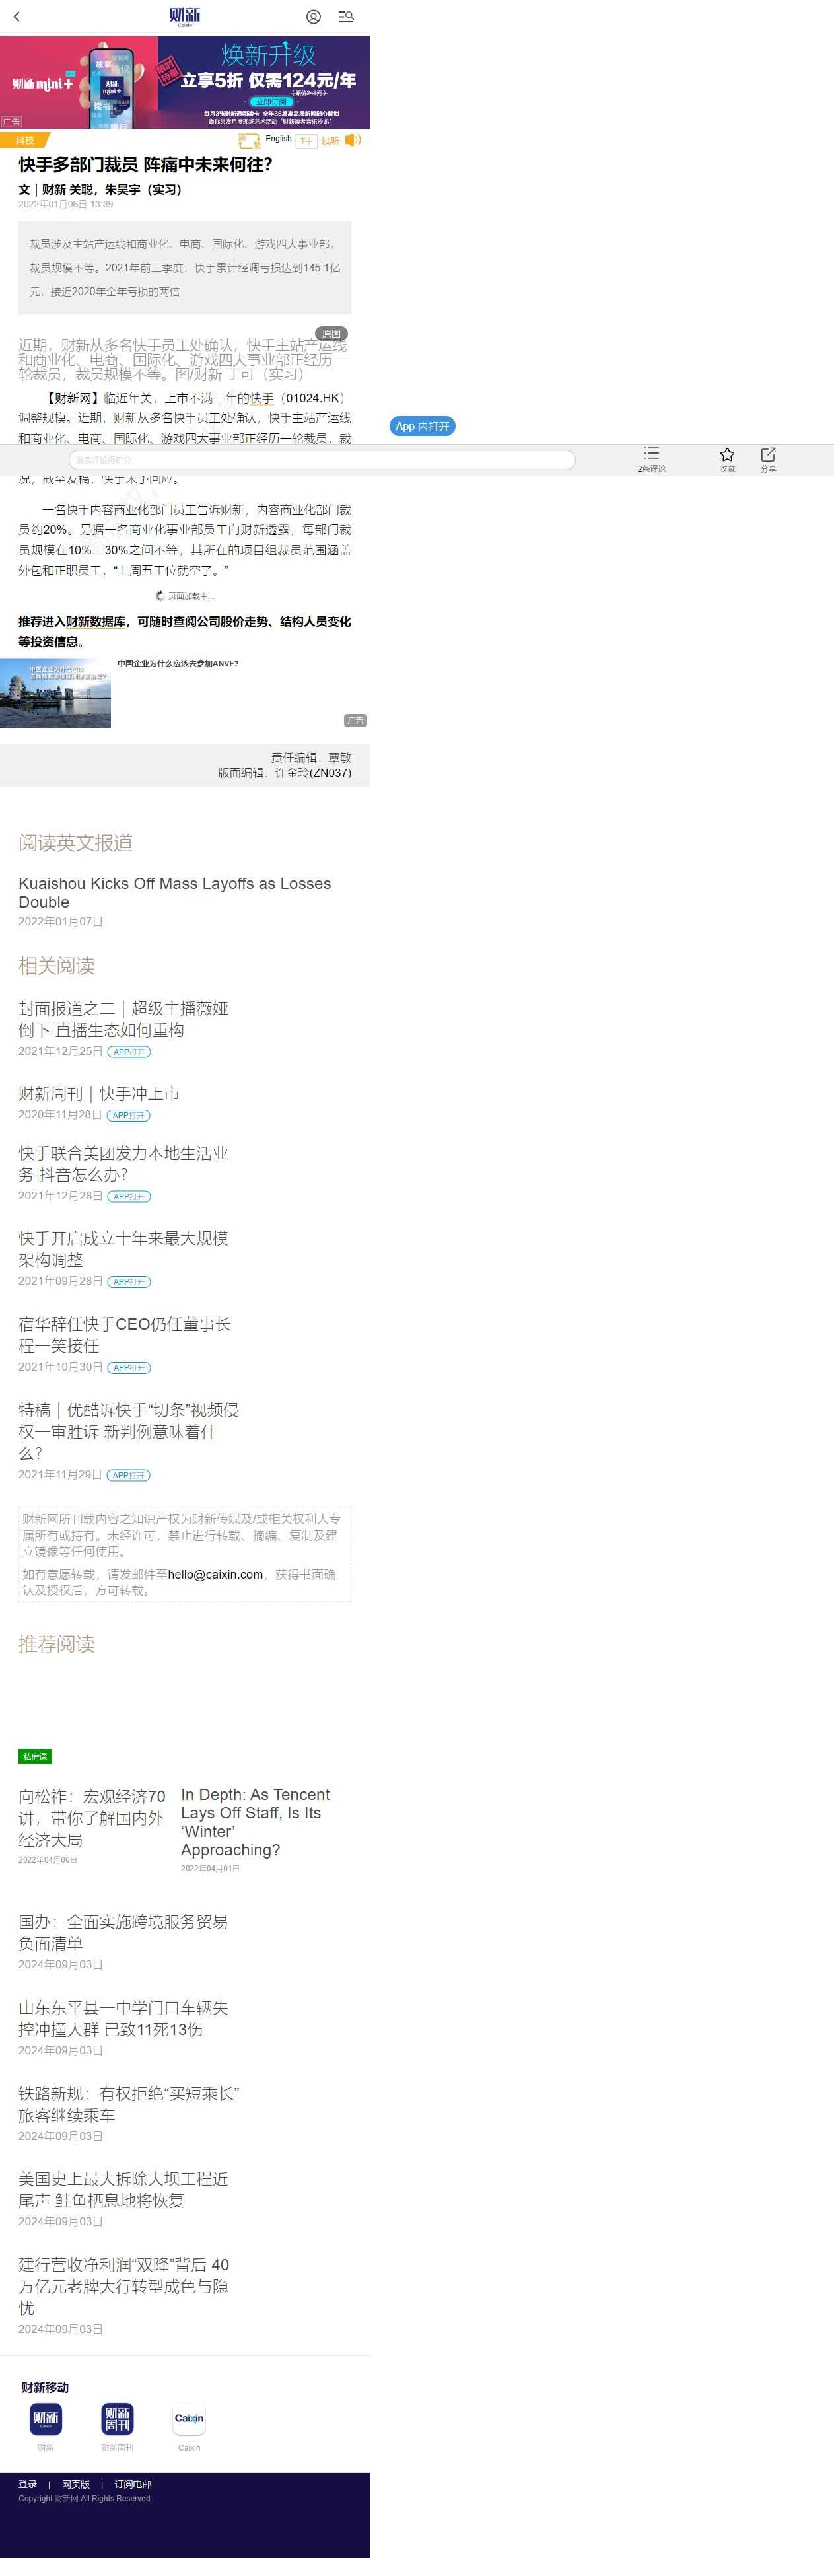 财新
Caixin
财新mini+
故事
协议
读书
限时特惠
焕新升级
立享5折 仅需124元/年
(原价248元)
立即订阅
每月3张财新通阅读卡 全年36篇高品质新闻随心解锁
邀你共赏月度现场艺术活动“财新读者音乐沙龙”
广告
科技
简
繁
English
T中
试听
快手多部门裁员 阵痛中未来何往？
文｜财新 关聪，朱昊宇（实习）
2022年01月06日 13:39
裁员涉及主站产运线和商业化、电商、国际化、游戏四大事业部，
裁员规模不等。2021年前三季度，快手累计经调亏损达到145.1亿
元，接近2020年全年亏损的两倍
原图
近期，财新从多名快手员工处确认，快手主站产运线
和商业化、电商、国际化、游戏四大事业部正经历一
轮裁员，裁员规模不等。图/财新 丁可（实习）
【财新网】临近年关，上市不满一年的快手（01024.HK）
调整规模。近期，财新从多名快手员工处确认，快手主站产运线
和商业化、电商、国际化、游戏四大事业部正经历一轮裁员，裁
App 内打开
发表评论得积分
2条评论
收藏
分享
况，截至发稿，快手未予回应。
一名快手内容商业化部门员工告诉财新，内容商业化部门裁
员约20%。另据一名商业化事业部员工向财新透露，每部门裁
员规模在10%—30%之间不等，其所在的项目组裁员范围涵盖
外包和正职员工，“上周五工位就空了。”
页面加载中...
推荐进入财新数据库，可随时查阅公司股价走势、结构人员变化
等投资信息。
中国企业为什么应该去参加ANVF？
广告
责任编辑：覃敏
版面编辑：许金玲(ZN037)
阅读英文报道
Kuaishou Kicks Off Mass Layoffs as Losses
Double
2022年01月07日
相关阅读
封面报道之二｜超级主播薇娅
倒下 直播生态如何重构
2021年12月25日 APP打开
财新周刊｜快手冲上市
2020年11月28日 APP打开
快手联合美团发力本地生活业
务 抖音怎么办？
2021年12月28日 APP打开
快手开启成立十年来最大规模
架构调整
2021年09月28日 APP打开
宿华辞任快手CEO仍任董事长
程一笑接任
2021年10月30日 APP打开
特稿｜优酷诉快手“切条”视频侵
权一审胜诉 新判例意味着什
么？
2021年11月29日 APP打开
财新网所刊载内容之知识产权为财新传媒及/或相关权利人专
属所有或持有。未经许可，禁止进行转载、摘编、复制及建
立镜像等任何使用。
如有意愿转载，请发邮件至hello@caixin.com，获得书面确
认及授权后，方可转载。
推荐阅读
私房课
向松祚：宏观经济70
讲，带你了解国内外
经济大局
2022年04月06日
In Depth: As Tencent
Lays Off Staff, Is Its
‘Winter’
Approaching?
2022年04月01日
国办：全面实施跨境服务贸易
负面清单
2024年09月03日
山东东平县一中学门口车辆失
控冲撞人群 已致11死13伤
2024年09月03日
铁路新规：有权拒绝“买短乘长”
旅客继续乘车
2024年09月03日
美国史上最大拆除大坝工程近
尾声 鲑鱼栖息地将恢复
2024年09月03日
建行营收净利润“双降”背后 40
万亿元老牌大行转型成色与隐
忧
2024年09月03日
财新移动
财新
Caixin
财新
周刊
Caixin
财新
财新周刊
Caixin
登录 | 网页版 | 订阅电邮
Copyright 财新网 All Rights Reserved